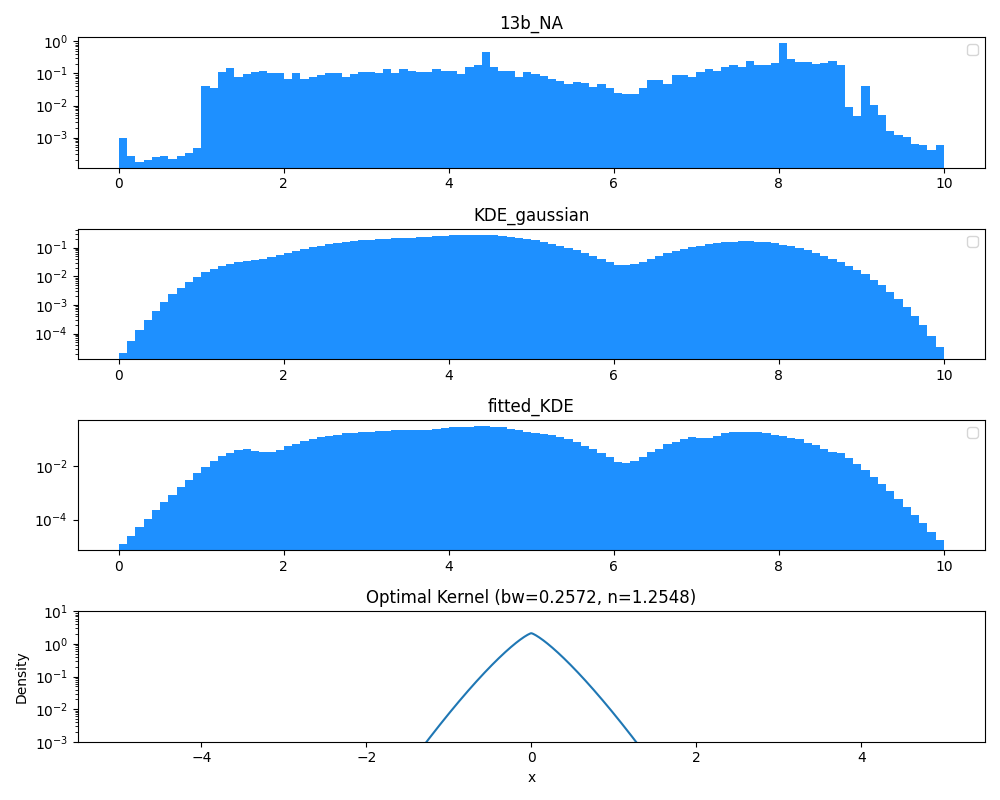 13b_NA
10⁰
10⁻¹
10⁻²
10⁻³
0 2 4 6 8 10
KDE_gaussian
10⁻¹
10⁻²
10⁻³
10⁻⁴
0 2 4 6 8 10
fitted_KDE
10⁻²
10⁻⁴
0 2 4 6 8 10
Optimal Kernel (bw=0.2572, n=1.2548)
Density
10¹
10⁰
10⁻¹
10⁻²
10⁻³
−4 −2 0 2 4
x